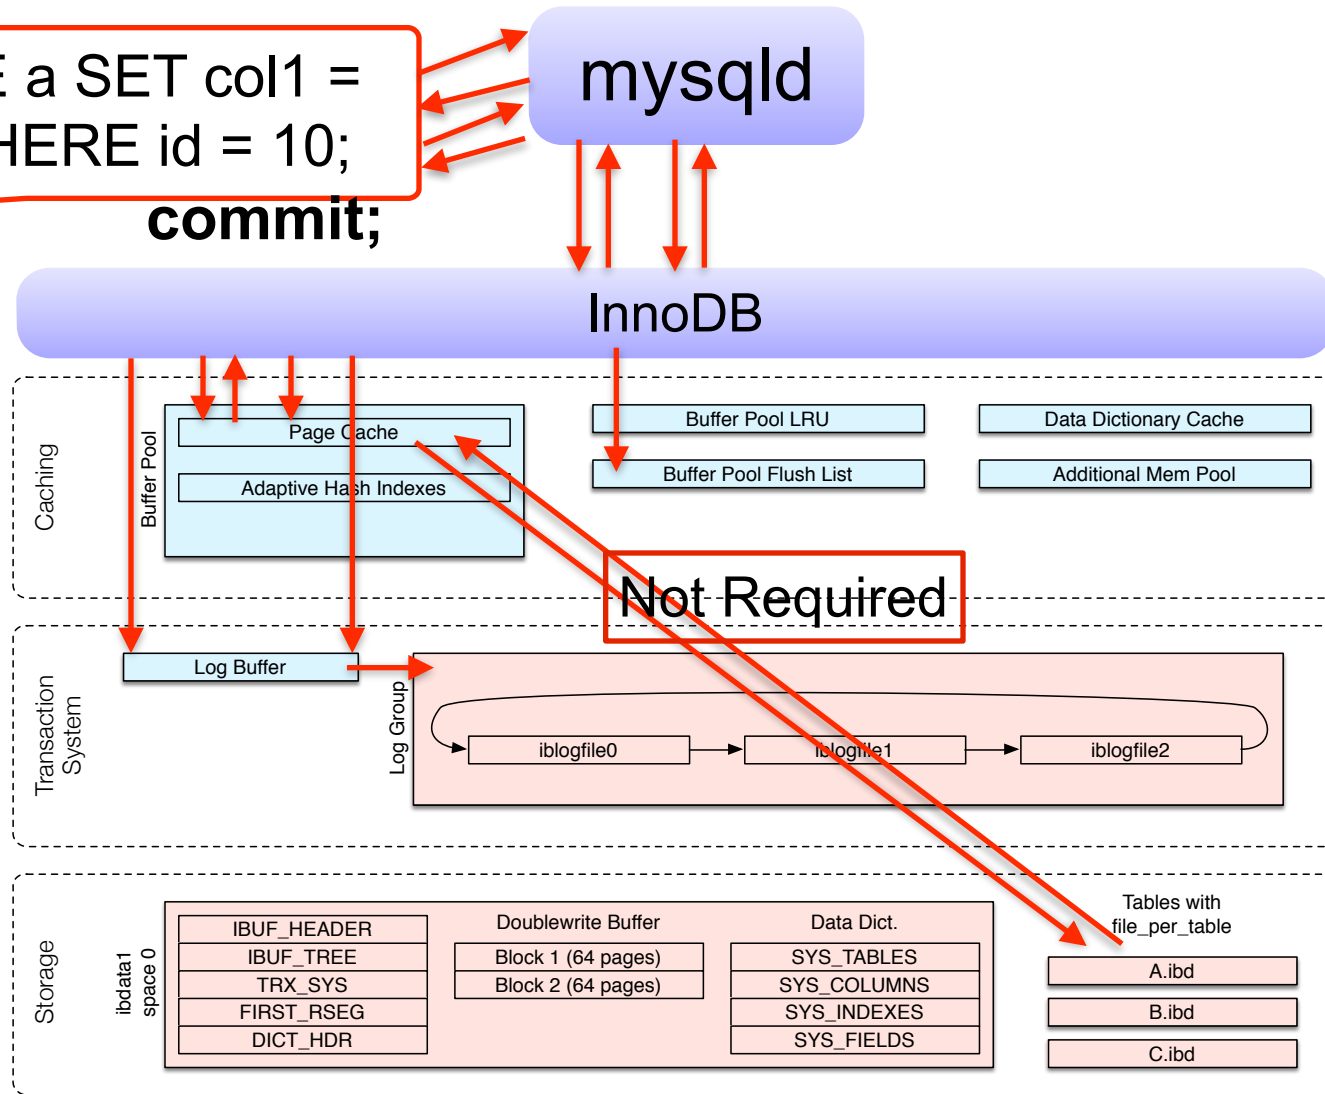 E a SET col1 =
HERE id = 10;
commit;
mysqld
InnoDB
Caching
Buffer Pool
Page Cache
Adaptive Hash Indexes
Buffer Pool LRU
Buffer Pool Flush List
Data Dictionary Cache
Additional Mem Pool
Not Required
Transaction
System
Log Buffer
Log Group
iblogfile0
iblogfile1
iblogfile2
Storage
ibdata1
space 0
IBUF_HEADER
IBUF_TREE
TRX_SYS
FIRST_RSEG
DICT_HDR
Doublewrite Buffer
Block 1 (64 pages)
Block 2 (64 pages)
Data Dict.
SYS_TABLES
SYS_COLUMNS
SYS_INDEXES
SYS_FIELDS
Tables with
file_per_table
A.ibd
B.ibd
C.ibd